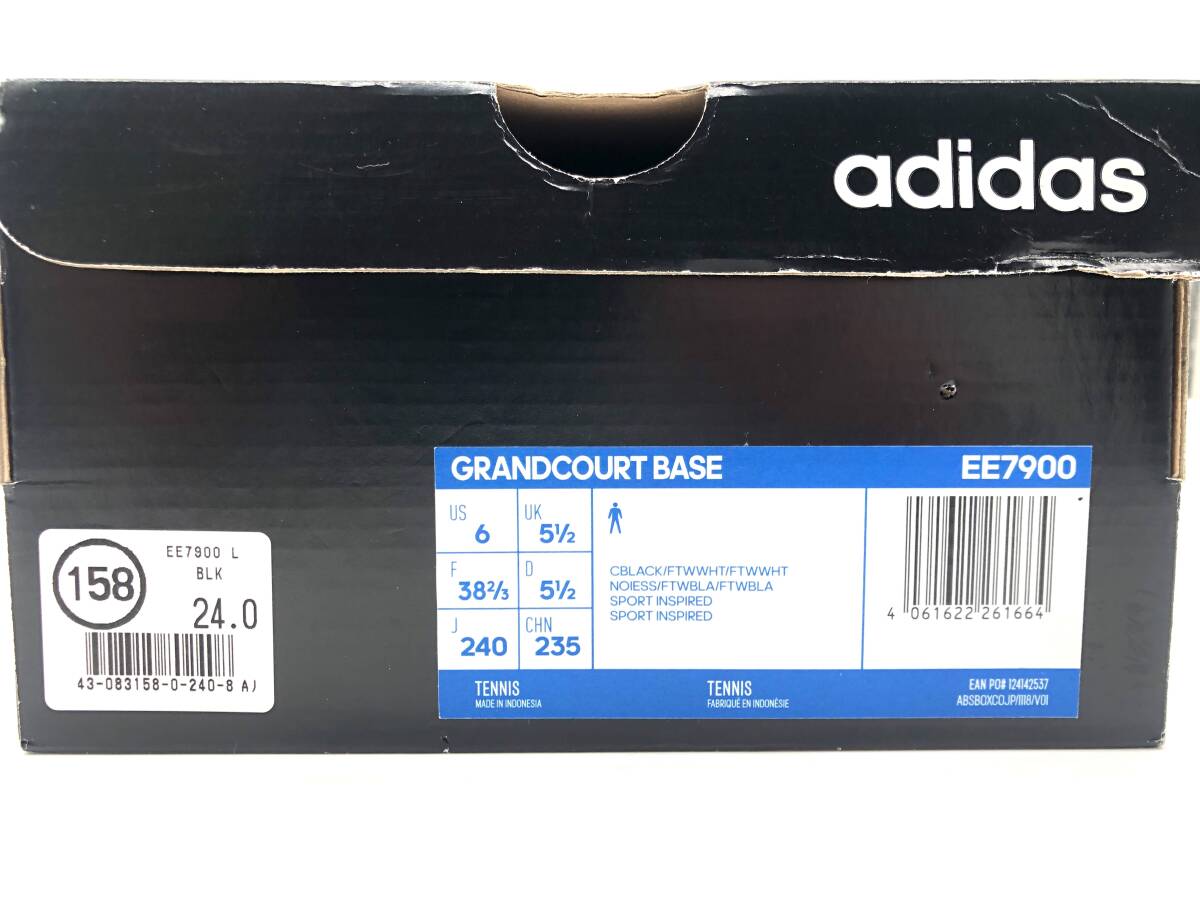 adidas
GRANDCOURT BASE EE7900
US 6 UK 5½
F 38⅔ D 5½
J 240 CHN 235
CBLACK/FTWWHT/FTWWHT
NOIESS/FTWBLA/FTWBLA
SPORT INSPIRED
SPORT INSPIRED
4 061622 261664
TENNIS
MADE IN INDONESIA
TENNIS
FABRIQUÉ EN INDONÉSIE
EAN PO# 124142537
ABSBOXCOJP/1118/V01
158
EE7900 L
BLK
24.0
43-083158-0-240-8 A)